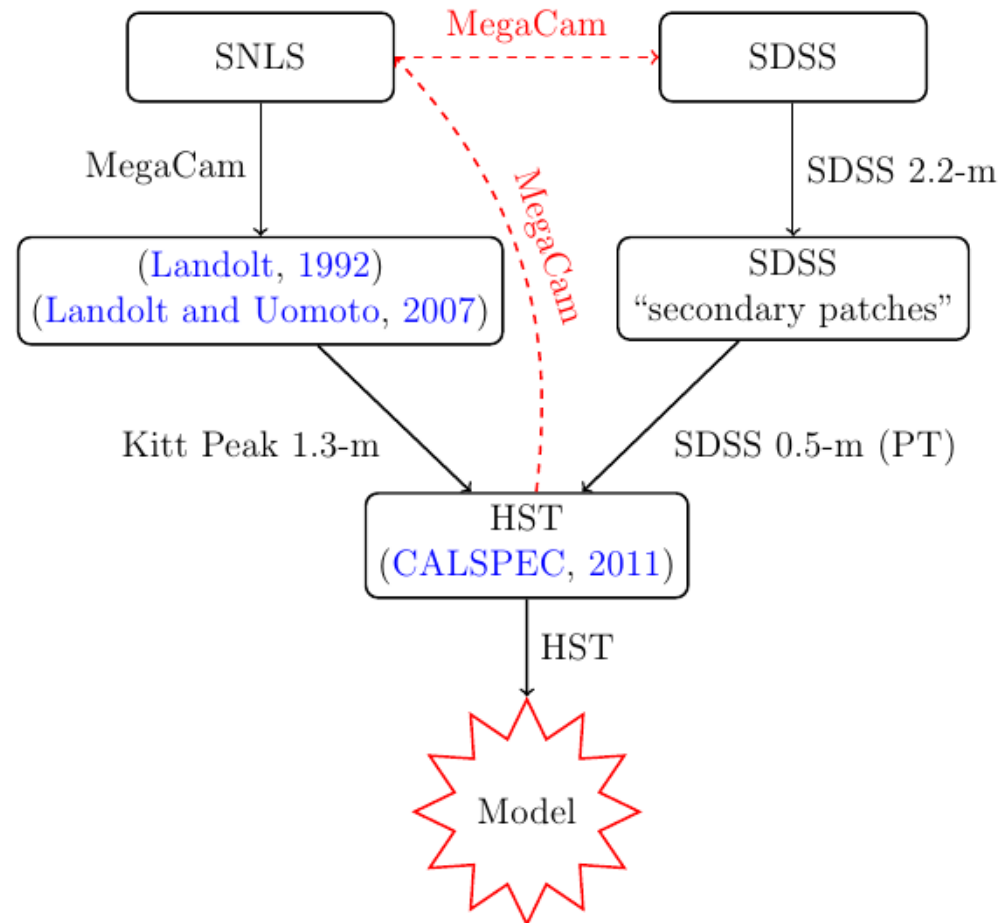 MegaCam
SNLS
SDSS
MegaCam
MegaCam
SDSS 2.2-m
(Landolt, 1992)
(Landolt and Uomoto, 2007)
SDSS
“secondary patches”
Kitt Peak 1.3-m
SDSS 0.5-m (PT)
HST
(CALSPEC, 2011)
HST
Model